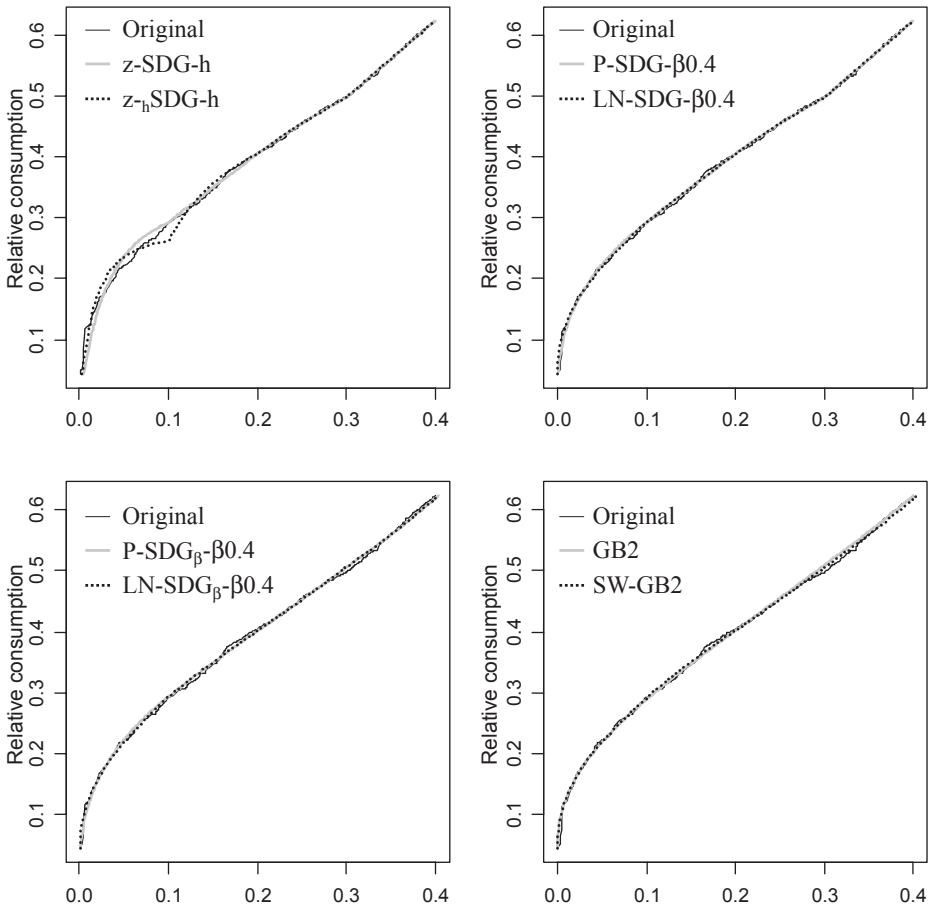 Original
z-SDG-h
z-hSDG-h
Relative consumption
0.1 0.2 0.3 0.4 0.5 0.6
0.0 0.1 0.2 0.3 0.4
Original
P-SDG-β0.4
LN-SDG-β0.4
Relative consumption
0.1 0.2 0.3 0.4 0.5 0.6
0.0 0.1 0.2 0.3 0.4
Original
P-SDGβ-β0.4
LN-SDGβ-β0.4
Relative consumption
0.1 0.2 0.3 0.4 0.5 0.6
0.0 0.1 0.2 0.3 0.4
Original
GB2
SW-GB2
Relative consumption
0.1 0.2 0.3 0.4 0.5 0.6
0.0 0.1 0.2 0.3 0.4